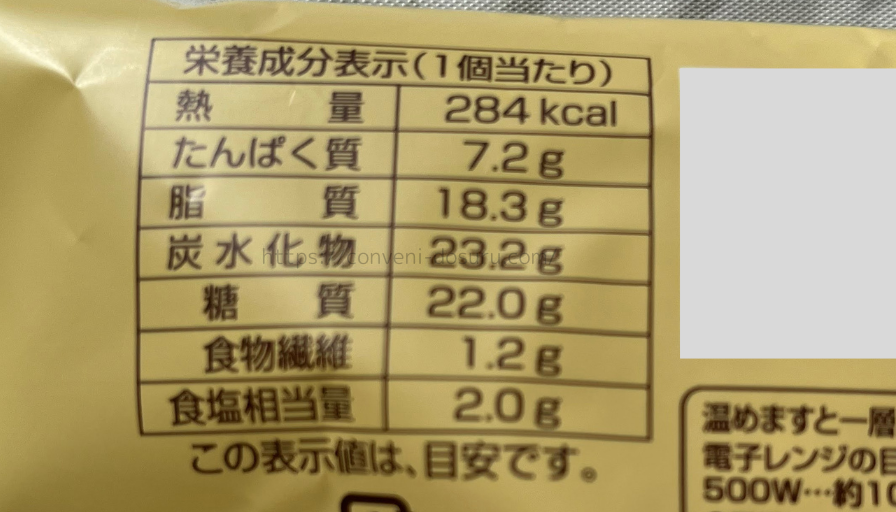 栄養成分表示(1個当たり)
熱量 284kcal
たんぱく質 7.2g
脂質 18.3g
炭水化物 23.2g
糖質 22.0g
食物繊維 1.2g
食塩相当量 2.0g
この表示値は、目安です。
温めますと一層
電子レンジの目
500W…約10